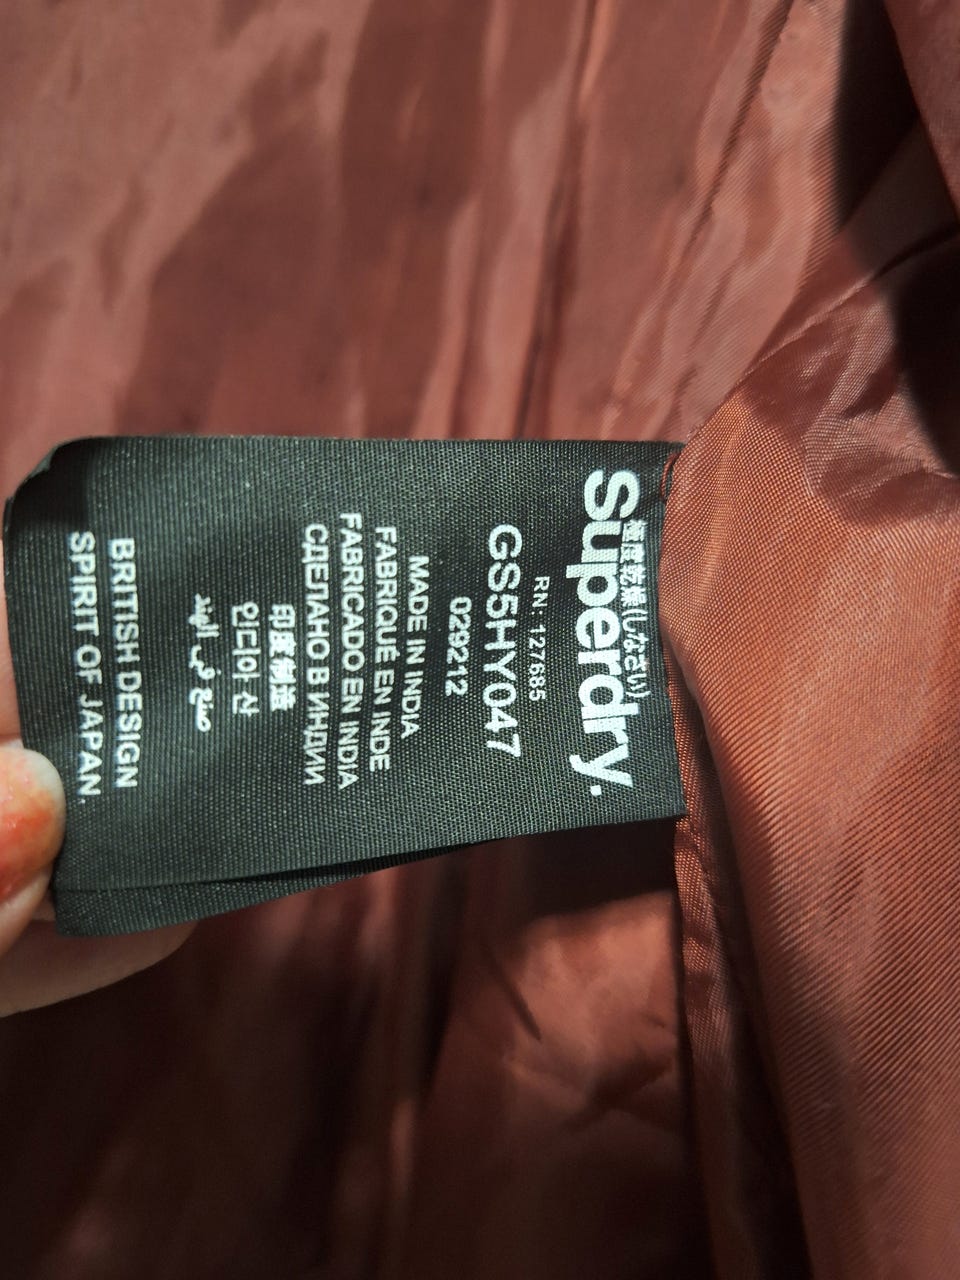 極度乾燥(しなさい)
Superdry.
RN. 127685
GS5HY047
029212
MADE IN INDIA
FABRIQUÉ EN INDE
FABRICADO EN INDIA
СДЕЛАНО В ИНДИИ
印度制造
인디아 산
صنع في الهند
BRITISH DESIGN
SPIRIT OF JAPAN.